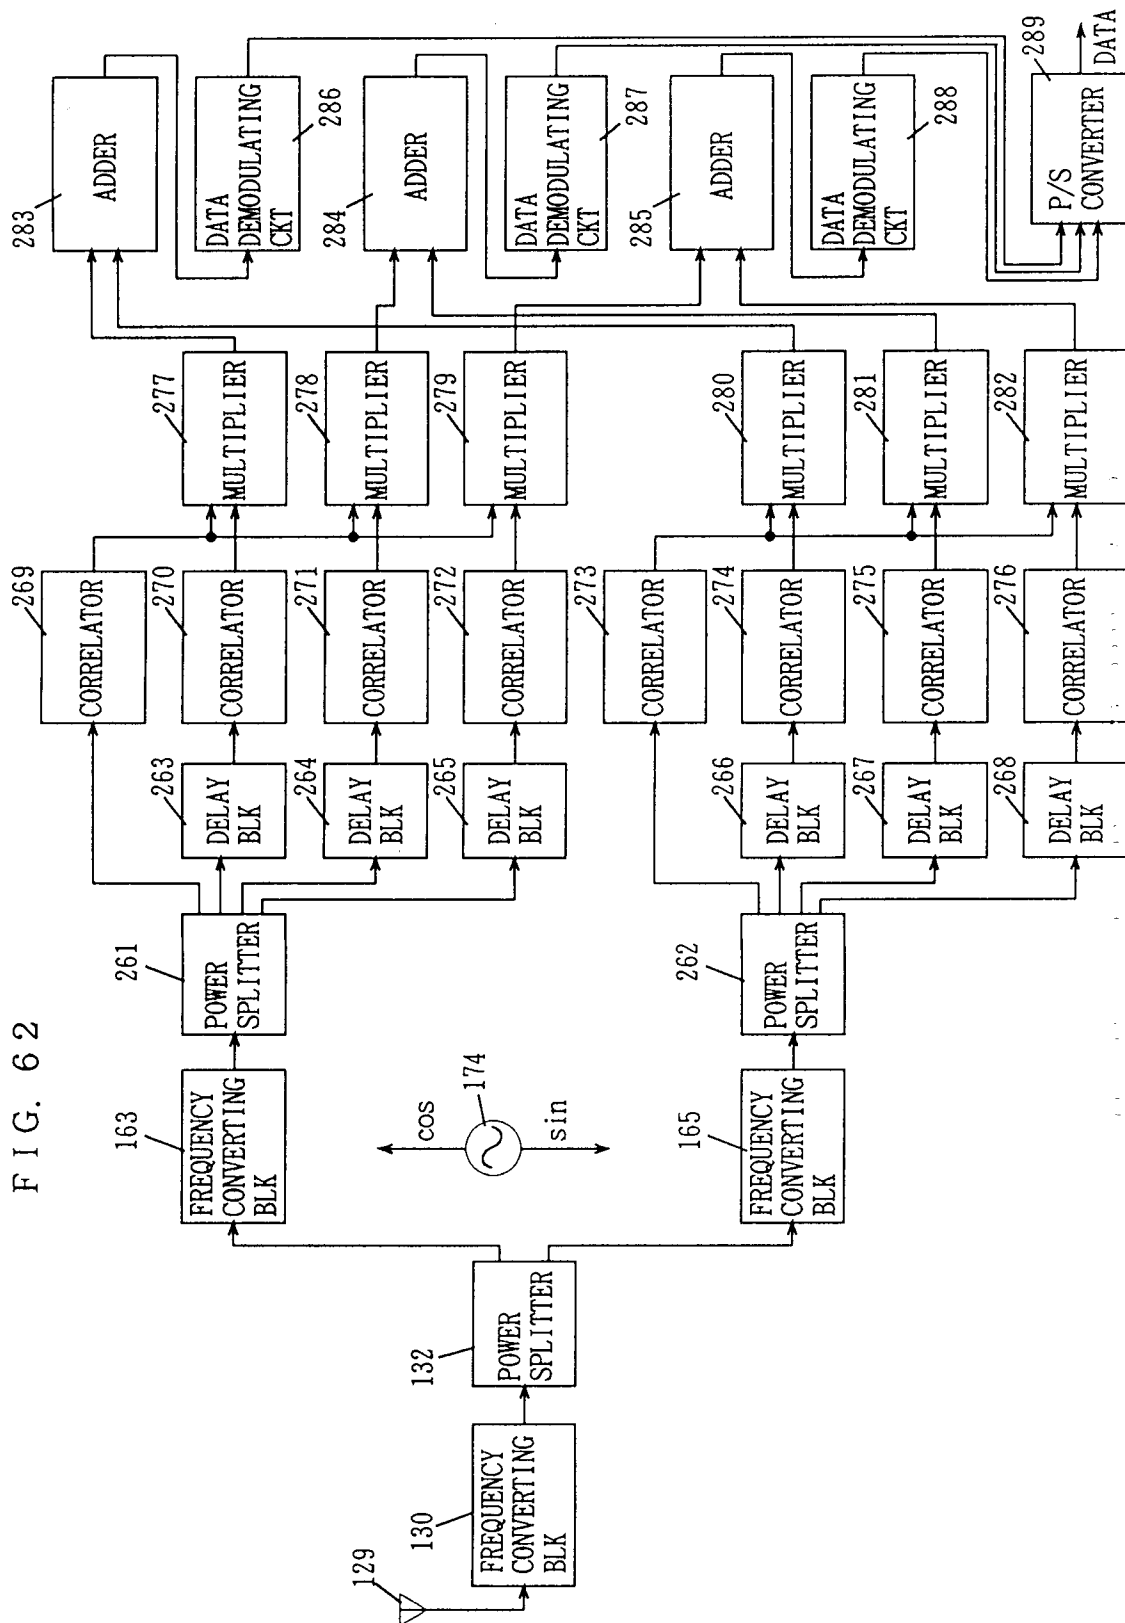 FIG. 62
129
130
FREQUENCY
CONVERTING
BLK
132
POWER
SPLITTER
163
FREQUENCY
CONVERTING
BLK
cos
174
sin
165
FREQUENCY
CONVERTING
BLK
261
POWER
SPLITTER
262
POWER
SPLITTER
263
DELAY
BLK
264
DELAY
BLK
265
DELAY
BLK
266
DELAY
BLK
267
DELAY
BLK
268
DELAY
BLK
269
CORRELATOR
270
CORRELATOR
271
CORRELATOR
272
CORRELATOR
273
CORRELATOR
274
CORRELATOR
275
CORRELATOR
276
CORRELATOR
277
MULTIPLIER
278
MULTIPLIER
279
MULTIPLIER
280
MULTIPLIER
281
MULTIPLIER
282
MULTIPLIER
283
ADDER
DATA
DEMODULATING
CKT
286
284
ADDER
DATA
DEMODULATING
CKT
287
285
ADDER
DATA
DEMODULATING
CKT
288
P/S
CONVERTER
289
DATA